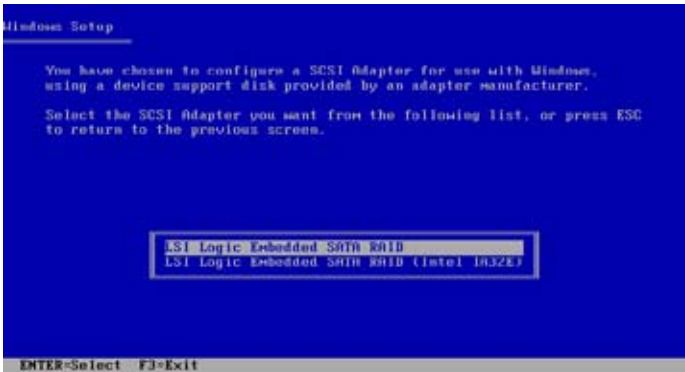 Windows Setup
You have chosen to configure a SCSI Adapter for use with Windows,
using a device support disk provided by an adapter manufacturer.
Select the SCSI Adapter you want from the following list, or press ESC
to return to the previous screen.
LSI Logic Embedded SATA RAID
LSI Logic Embedded SATA RAID (Intel IA32E)
ENTER=Select F3=Exit